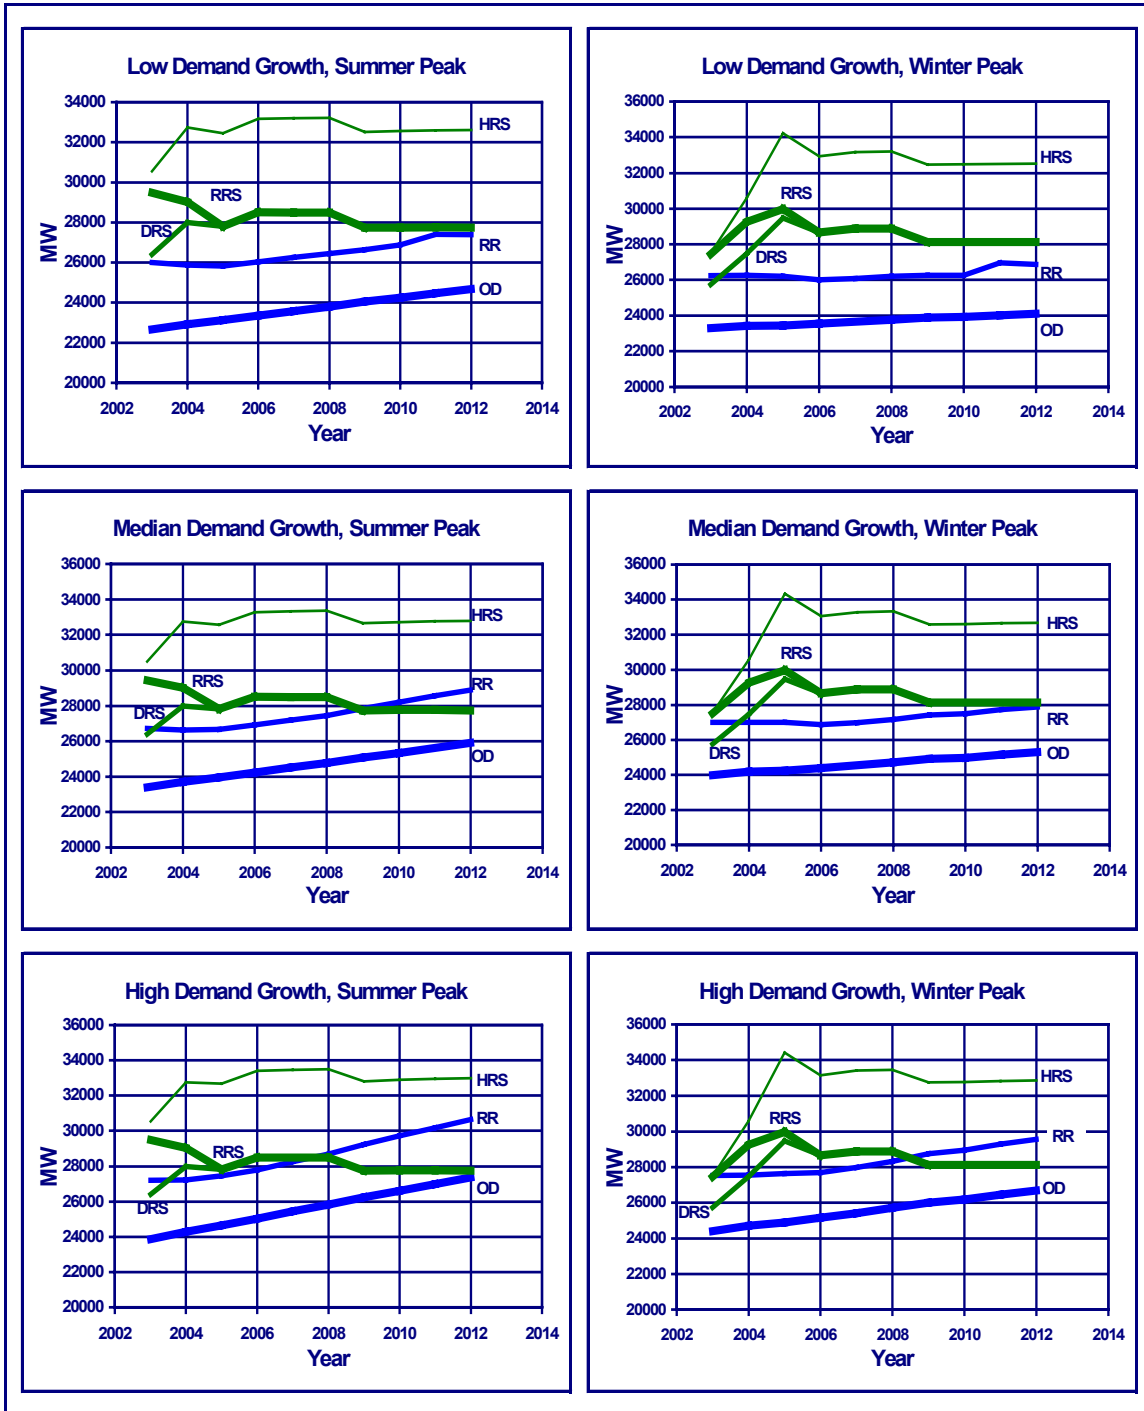 Low Demand Growth, Summer Peak
34000
32000
30000
28000
26000
24000
22000
20000
MW
HRS
RRS
DRS
RR
OD
2002 2004 2006 2008 2010 2012 2014
Year
Low Demand Growth, Winter Peak
36000
34000
32000
30000
28000
26000
24000
22000
20000
MW
HRS
RRS
DRS
RR
OD
2002 2004 2006 2008 2010 2012 2014
Year
Median Demand Growth, Summer Peak
36000
34000
32000
30000
28000
26000
24000
22000
20000
MW
HRS
RRS
RR
DRS
OD
2002 2004 2006 2008 2010 2012 2014
Year
Median Demand Growth, Winter Peak
36000
34000
32000
30000
28000
26000
24000
22000
20000
MW
HRS
RRS
RR
DRS
OD
2002 2004 2006 2008 2010 2012 2014
Year
High Demand Growth, Summer Peak
36000
34000
32000
30000
28000
26000
24000
22000
20000
MW
HRS
RR
RRS
DRS
OD
2002 2004 2006 2008 2010 2012 2014
Year
High Demand Growth, Winter Peak
36000
34000
32000
30000
28000
26000
24000
22000
20000
MW
HRS
RRS
RR
DRS
OD
2002 2004 2006 2008 2010 2012 2014
Year